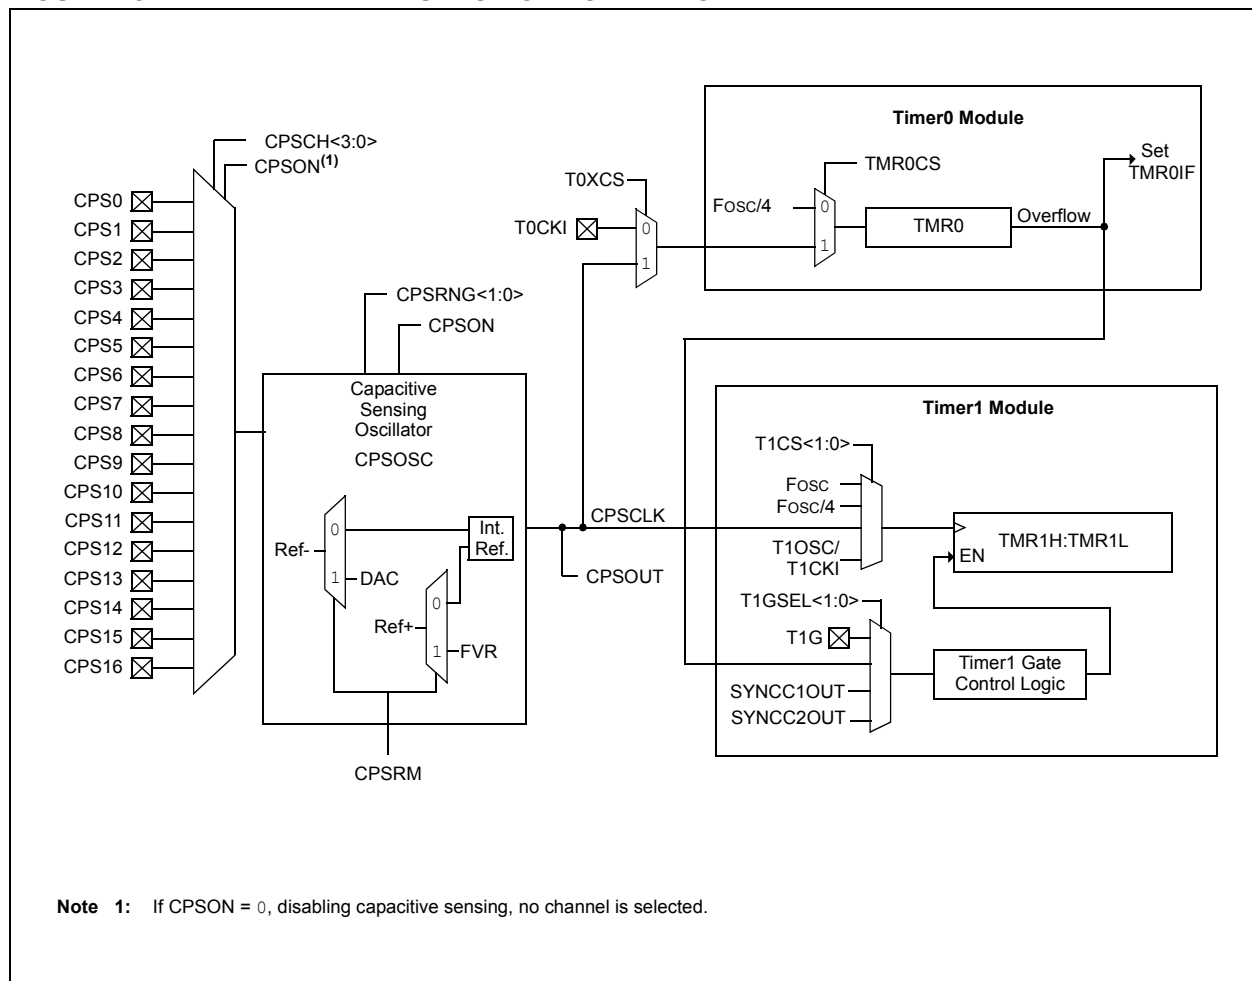 Timer0 Module
CPSCH<3:0>
CPSON(1)
TMR0CS
Set
TMR0IF
T0XCS
FOSC/4
0
1
TMR0
Overflow
T0CKI
0
1
CPS0
CPS1
CPS2
CPS3
CPS4
CPS5
CPS6
CPS7
CPS8
CPS9
CPS10
CPS11
CPS12
CPS13
CPS14
CPS15
CPS16
CPSRNG<1:0>
CPSON
Capacitive
Sensing
Oscillator
CPSOSC
0
Ref-
1
DAC
Int.
Ref.
0
Ref+
1
FVR
CPSRM
CPSCLK
CPSOUT
Timer1 Module
T1CS<1:0>
FOSC
FOSC/4
T1OSC/
T1CKI
TMR1H:TMR1L
EN
T1GSEL<1:0>
T1G
SYNCC1OUT
SYNCC2OUT
Timer1 Gate
Control Logic
Note 1: If CPSON = 0, disabling capacitive sensing, no channel is selected.